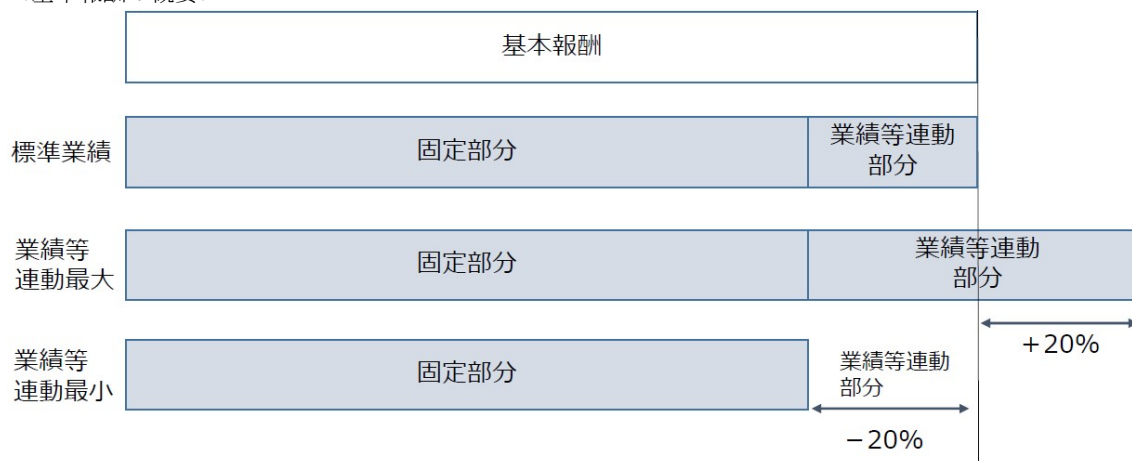 基本報酬
標準業績
固定部分
業績等連動
部分
業績等
連動最大
固定部分
業績等連動
部分
+20%
業績等
連動最小
固定部分
業績等連動
部分
-20%